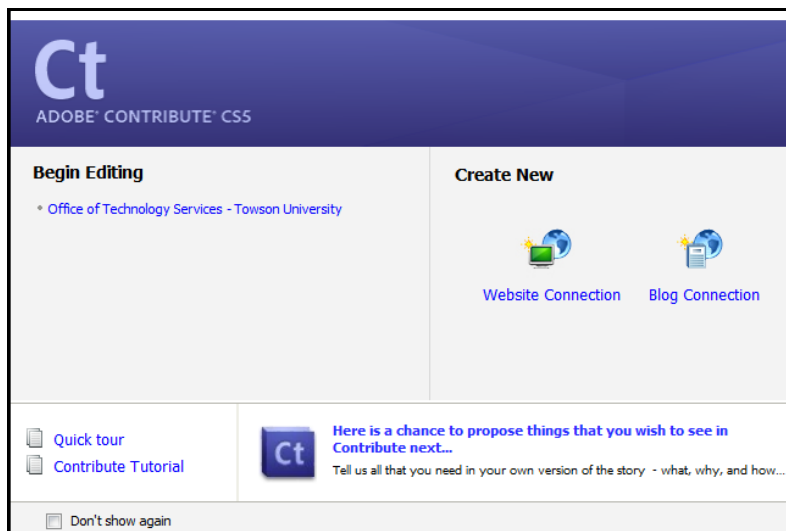 Ct
ADOBE® CONTRIBUTE® CS5
Begin Editing
• Office of Technology Services - Towson University
Create New
Website Connection
Blog Connection
Quick tour
Contribute Tutorial
Ct
Here is a chance to propose things that you wish to see in
Contribute next...
Tell us all that you need in your own version of the story - what, why, and how...
Don't show again